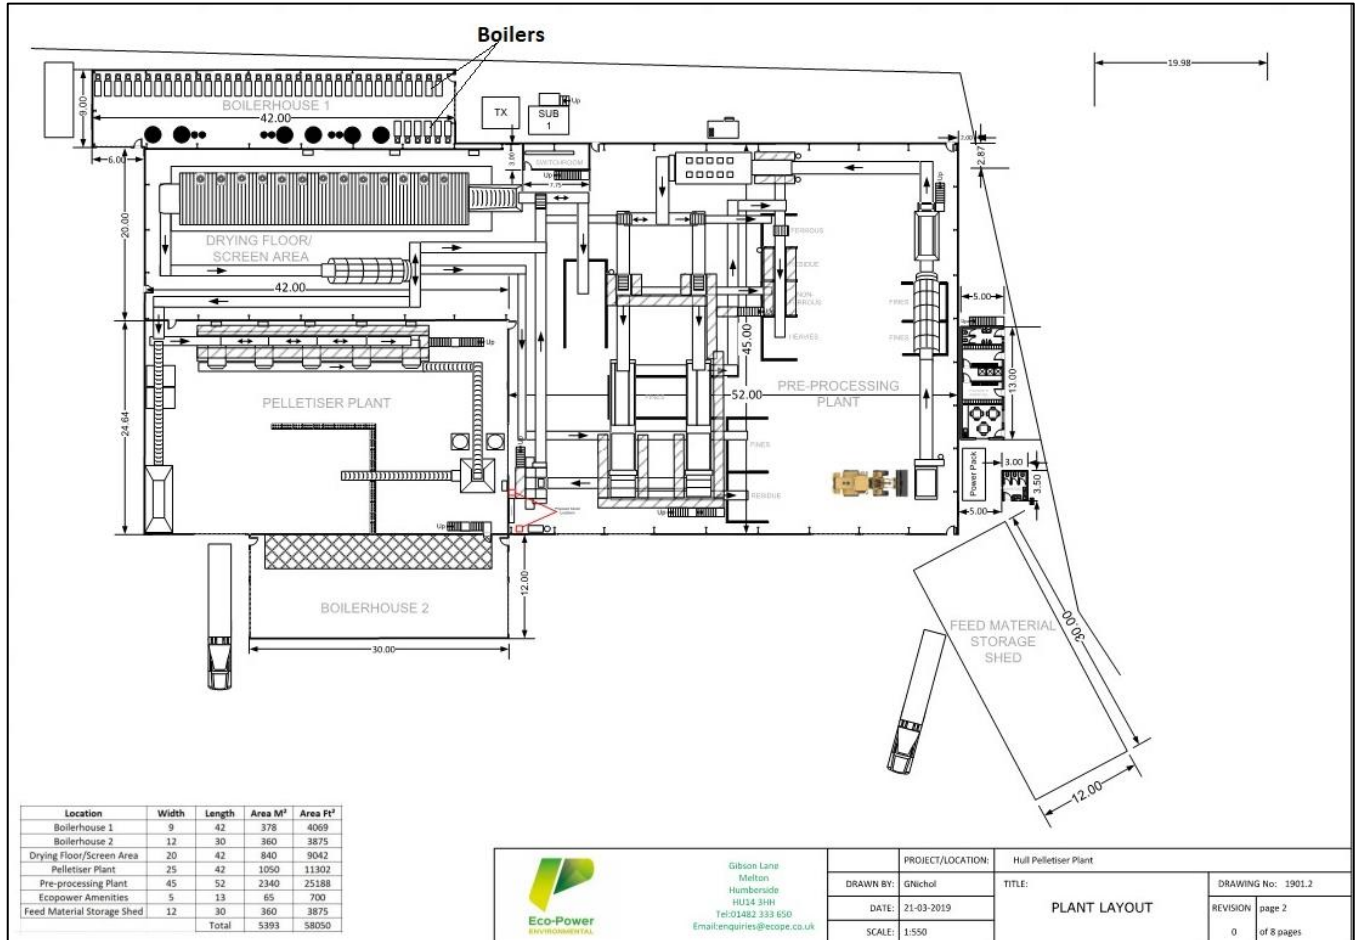 Boilers
19.98
BOILERHOUSE 1
42.00
9.00
6.00
TX
SUB
1
Up
SWITCHROOM
3.00
7.75
Up
2.00
2.87
Up
20.00
DRYING FLOOR/
SCREEN AREA
42.00
FERROUS
FINES
FINES
HEAVIES
Up
45.00
5.00
13.00
24.64
Up
PELLETISER PLANT
52.00
PRE-PROCESSING
PLANT
FINES
FINES
RESIDUE
Up
Up
Up
Power Pack
3.00
3.50
5.00
12.00
BOILERHOUSE 2
30.00
FEED MATERIAL
STORAGE
SHED
30.00
12.00
Location Width Length Area M² Area Ft²
Boilerhouse 1 9 42 378 4069
Boilerhouse 2 12 30 360 3875
Drying Floor/Screen Area 20 42 840 9042
Pelletiser Plant 25 42 1050 11302
Pre-processing Plant 45 52 2340 25188
Ecopower Amenities 5 13 65 700
Feed Material Storage Shed 12 30 360 3875
Total 5393 58050
Eco-Power
ENVIRONMENTAL
Gibson Lane
Melton
Humberside
HU14 3HH
Tel:01482 333 650
Email:enquiries@ecope.co.uk
PROJECT/LOCATION: Hull Pelletiser Plant
DRAWN BY: GNichol
TITLE:
DRAWING No: 1901.2
DATE: 21-03-2019
PLANT LAYOUT
REVISION page 2
SCALE: 1:550
0 of 8 pages